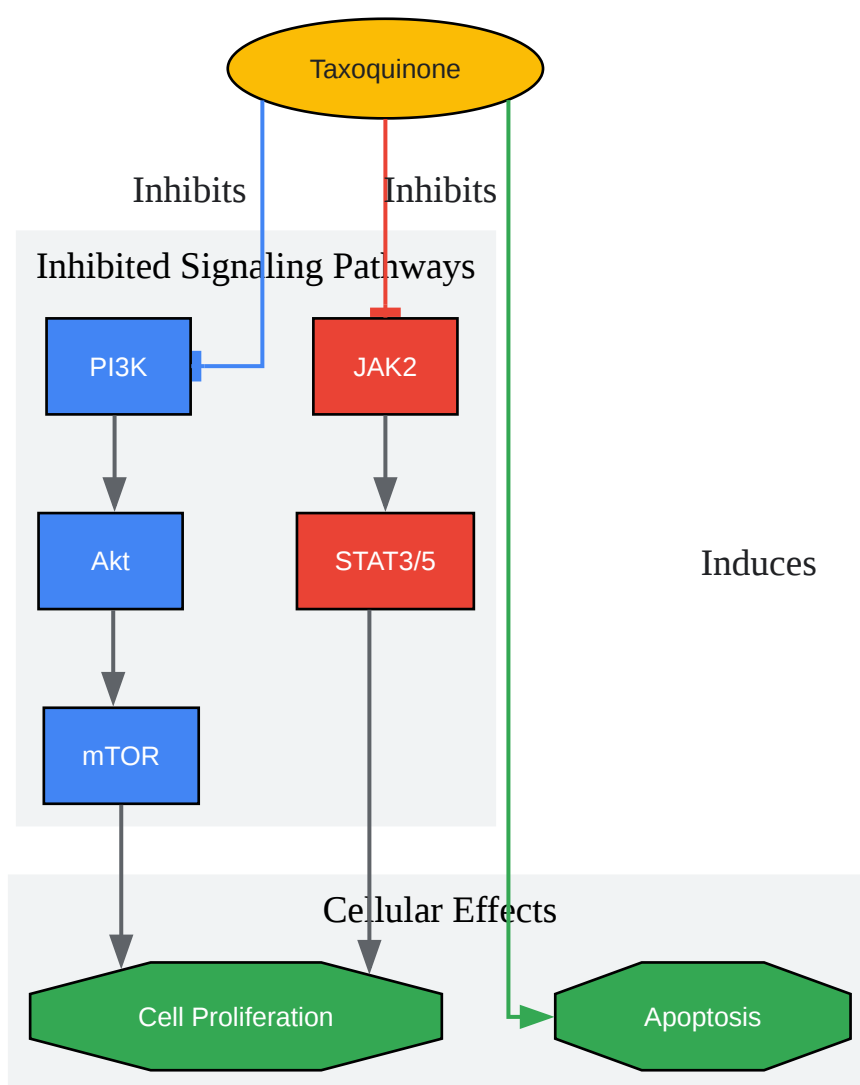 Taxoquinone
Inhibits
Inhibits
Inhibited Signaling Pathways
PI3K
JAK2
Akt
STAT3/5
Induces
mTOR
Cellular Effects
Cell Proliferation
Apoptosis